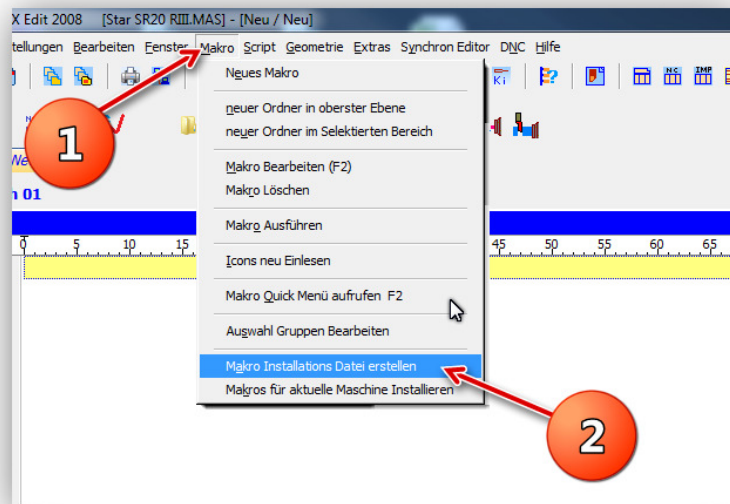 X Edit 2008 [Star SR20 RIII.MAS] - [Neu / Neu]
tellungen Bearbeiten Fenster Makro Script Geometrie Extras Synchron Editor DNC Hilfe
Neues Makro
neuer Ordner in oberster Ebene
neuer Ordner im Selektierten Bereich
Makro Bearbeiten (F2)
Makro Löschen
Makro Ausführen
Icons neu Einlesen
Makro Quick Menü aufrufen F2
Auswahl Gruppen Bearbeiten
Makro Installations Datei erstellen
Makros für aktuelle Maschine Installieren
Ki
NC
IMP
1
n 01
0 5 10 15 45 50 55 60 65
2